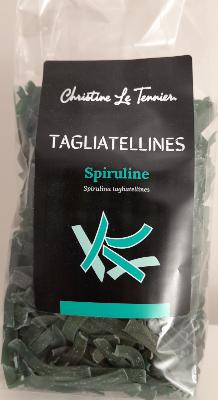 Christine Le Tennier
TAGLIATELLINES
Spiruline
Spirulina tagliatellines